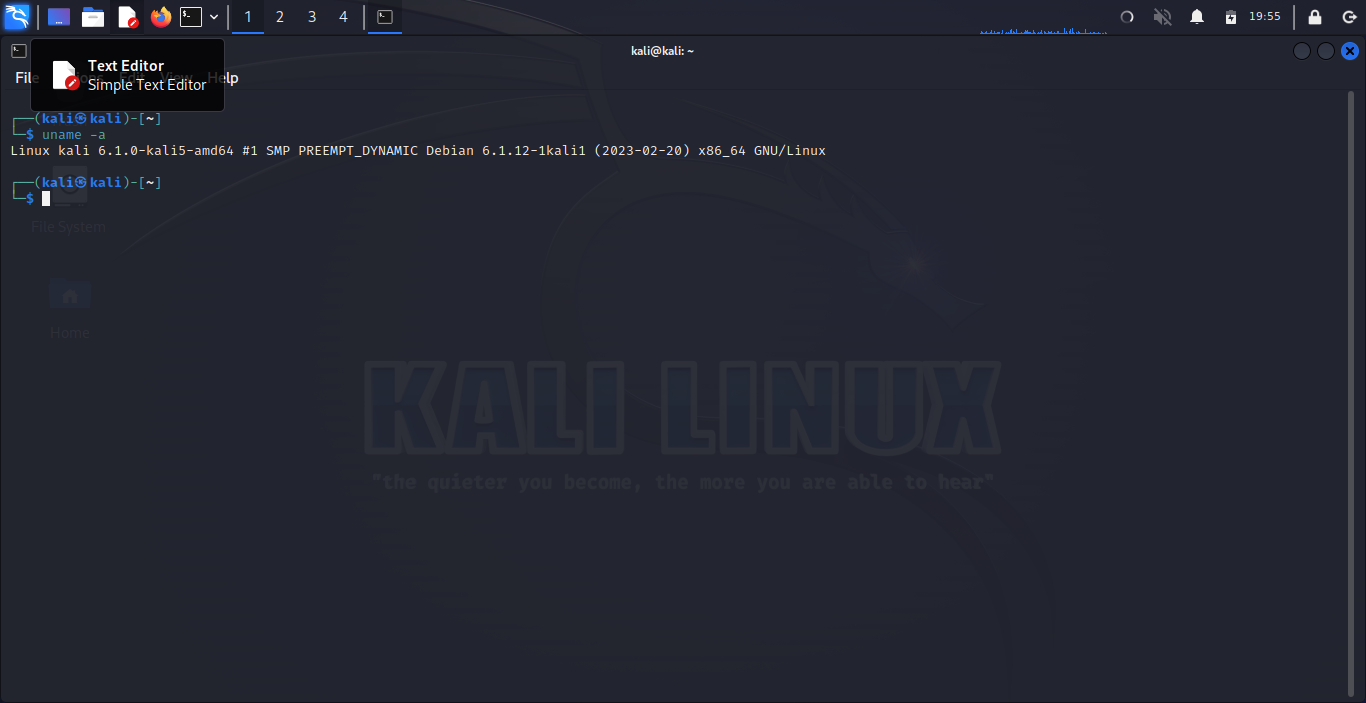 1 2 3 4 19:55
kali@kali: ~
File Actions Edit View Help
Text Editor
Simple Text Editor
┌──(kali㉿kali)-[~]
└─$ uname -a
Linux kali 6.1.0-kali5-amd64 #1 SMP PREEMPT_DYNAMIC Debian 6.1.12-1kali1 (2023-02-20) x86_64 GNU/Linux
┌──(kali㉿kali)-[~]
└─$
File System
Home
KALI LINUX
"the quieter you become, the more you are able to hear"